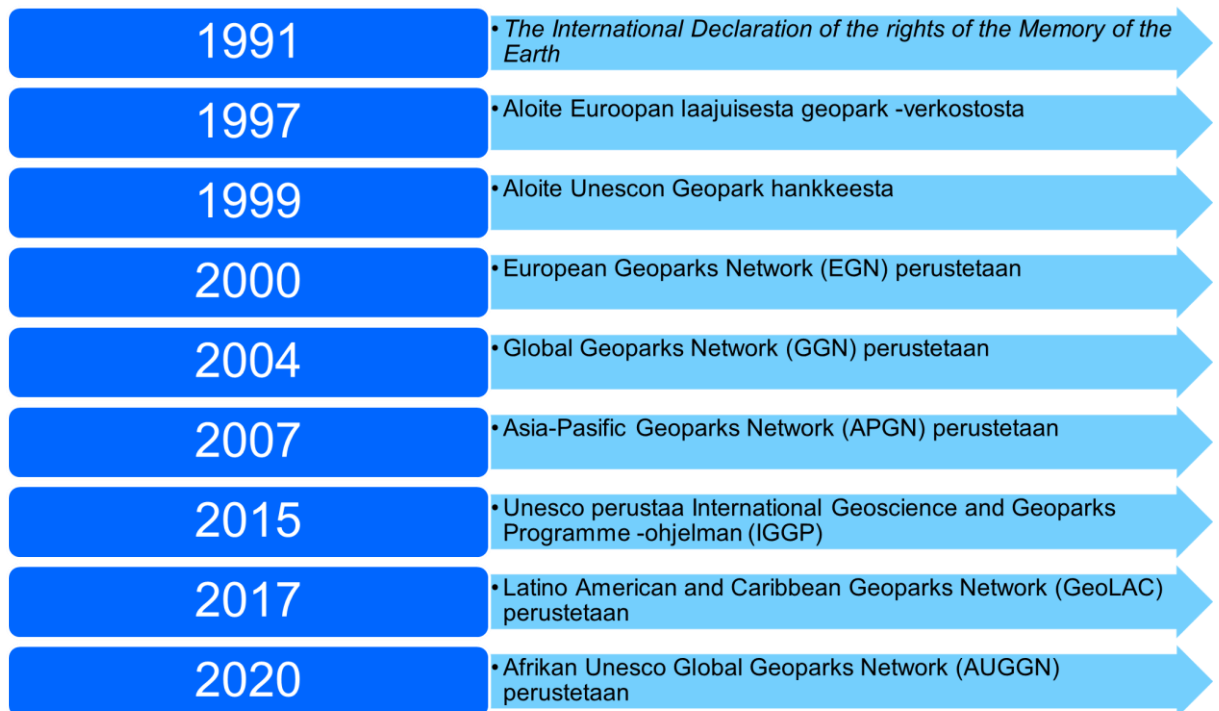 1991
• The International Declaration of the rights of the Memory of the
Earth
1997
• Aloite Euroopan laajuisesta geopark -verkostosta
1999
• Aloite Unescon Geopark hankkeesta
2000
• European Geoparks Network (EGN) perustetaan
2004
• Global Geoparks Network (GGN) perustetaan
2007
• Asia-Pasific Geoparks Network (APGN) perustetaan
2015
• Unesco perustaa International Geoscience and Geoparks
Programme -ohjelman (IGGP)
2017
• Latino American and Caribbean Geoparks Network (GeoLAC)
perustetaan
2020
• Afrikan Unesco Global Geoparks Network (AUGGN)
perustetaan